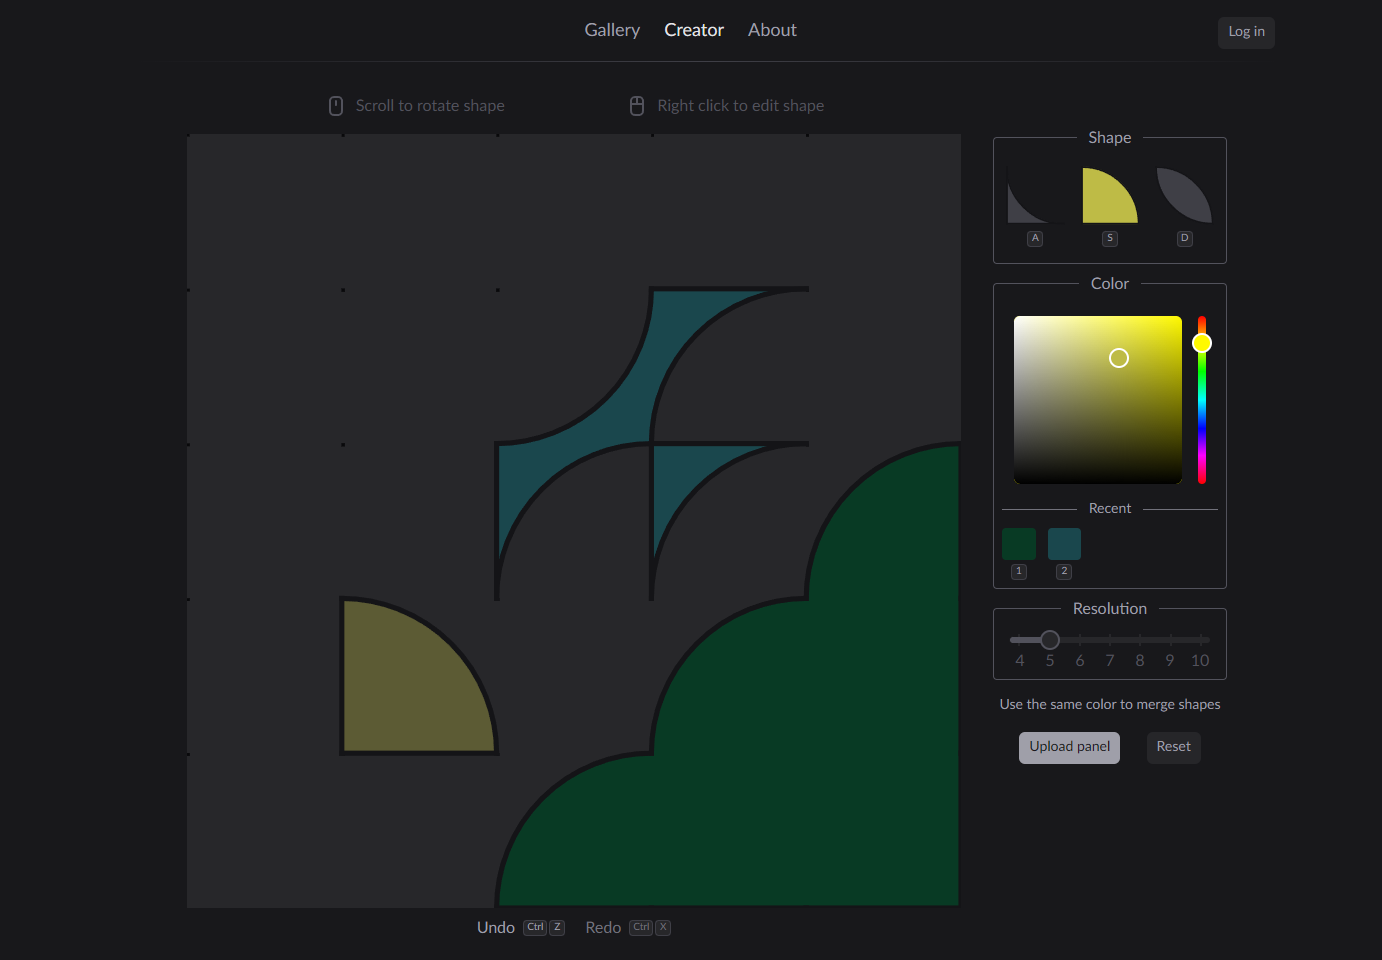 Gallery Creator About Log in
Scroll to rotate shape Right click to edit shape
Shape
A S D
Color
Recent
1 2
Resolution
4 5 6 7 8 9 10
Use the same color to merge shapes
Upload panel Reset
Undo Ctrl Z Redo Ctrl X